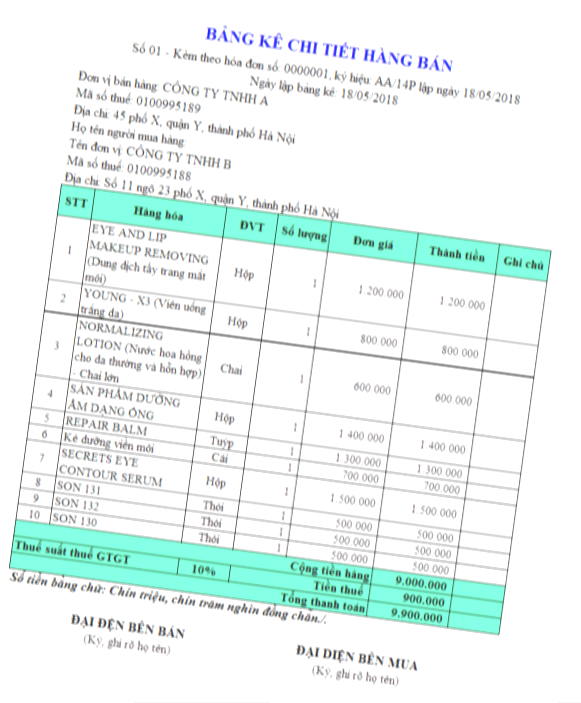 BẢNG KÊ CHI TIẾT HÀNG BÁN
Số 01 - Kèm theo hóa đơn số: 0000001, ký hiệu: AA/14P lập ngày 18/05/2018
Ngày lập bảng kê: 18/05/2018
Đơn vị bán hàng: CÔNG TY TNHH A
Mã số thuế: 0100995189
Địa chỉ: 45 phố X, quận Y, thành phố Hà Nội
Họ tên người mua hàng:
Tên đơn vị: CÔNG TY TNHH B
Mã số thuế: 0100995188
Địa chỉ: Số 11 ngõ 23 phố X, quận Y, thành phố Hà Nội
STT Hàng hóa ĐVT Số lượng Đơn giá Thành tiền Ghi chú
1 EYE AND LIP
MAKEUP REMOVING
(Dung dịch tẩy trang mắt
môi) Hộp 1 1 200 000 1 200 000
2 YOUNG - X3 (Viên uống
trắng da) Hộp 1 800 000 800 000
3 NORMALIZING
LOTION (Nước hoa hồng
cho da thường và hỗn hợp)
- Chai lớn Chai 1 600 000 600 000
4 SẢN PHẨM DƯỠNG
ẨM DẠNG ỐNG Hộp 1 1 400 000 1 400 000
5 REPAIR BALM Tuýp 1 1 300 000 1 300 000
6 Kẻ dưỡng viền môi Cái 1 700 000 700 000
7 SECRETS EYE
CONTOUR SERUM Hộp 1 1 500 000 1 500 000
8 SON 131 Thỏi 1 500 000 500 000
9 SON 132 Thỏi 1 500 000 500 000
10 SON 130 Thỏi 1 500 000 500 000
Cộng tiền hàng 9.000.000
Thuế suất thuế GTGT 10% Tiền thuế 900.000
Tổng thanh toán 9.900.000
Số tiền bằng chữ: Chín triệu, chín trăm nghìn đồng chẵn./.
ĐẠI ĐỆN BÊN BÁN
(Ký, ghi rõ họ tên)
ĐẠI DIỆN BÊN MUA
(Ký, ghi rõ họ tên)